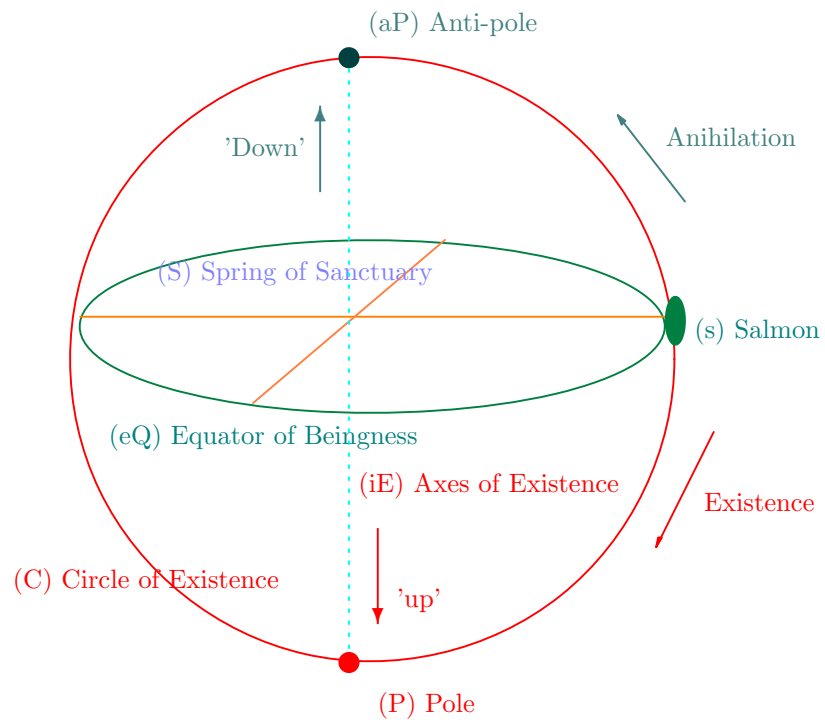 (aP) Anti-pole
'Down'
Anihilation
(S) Spring of Sanctuary
(s) Salmon
(eQ) Equator of Beingness
(iE) Axes of Existence
Existence
(C) Circle of Existence
'up'
(P) Pole